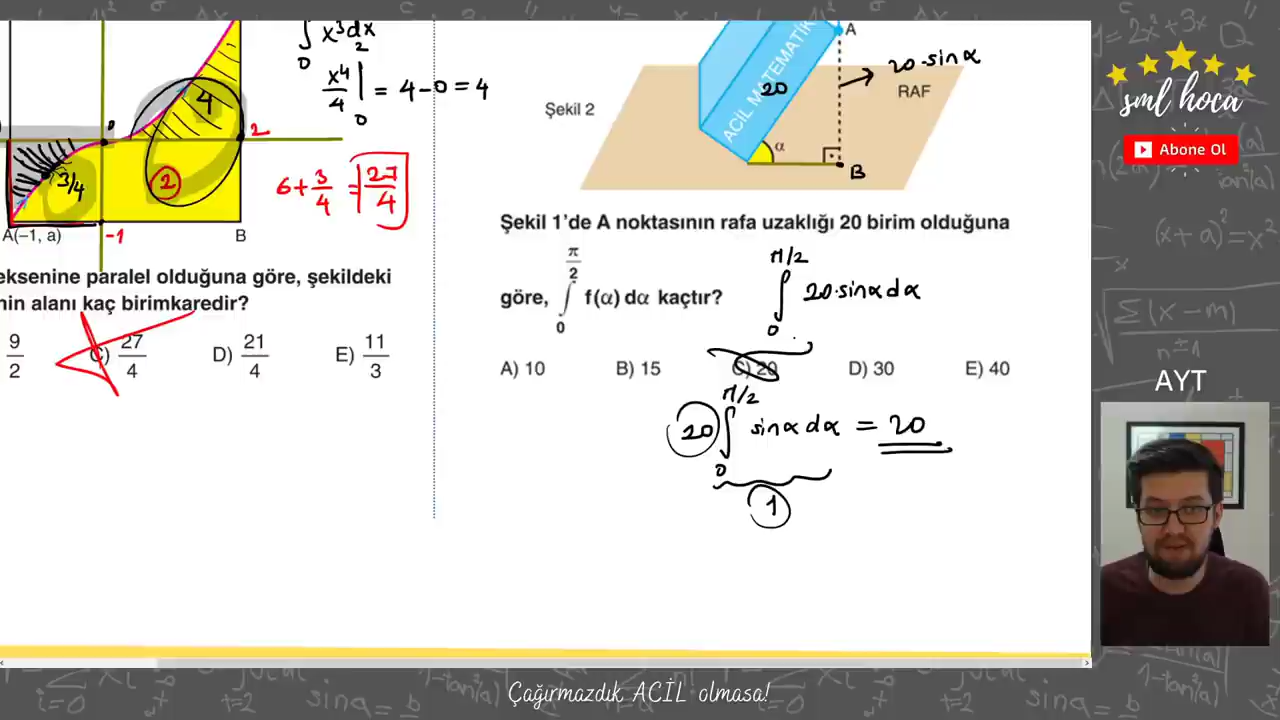 ∫ x³dx
0
2
x⁴/4 | = 4 - 0 = 4
0
4
2
3/4
2
6 + 3/4 = 27/4
A(−1, a)
-1
B
eksenine paralel olduğuna göre, şekildeki
nin alanı kaç birimkaredir?
9/2
C) 27/4
D) 21/4
E) 11/3
A
20·sinα
RAF
20
ACİL MATEMATİK
Şekil 2
α
B
Şekil 1'de A noktasının rafa uzaklığı 20 birim olduğuna
göre, ∫₀^(π/2) f(α) dα kaçtır?
π/2
∫ 20·sinα dα
0
A) 10
B) 15
C) 20
D) 30
E) 40
π/2
20 ∫ sinα dα = 20
0
1
sml hoca
Abone Ol
AYT
Çağırmazdık ACİL olmasa!